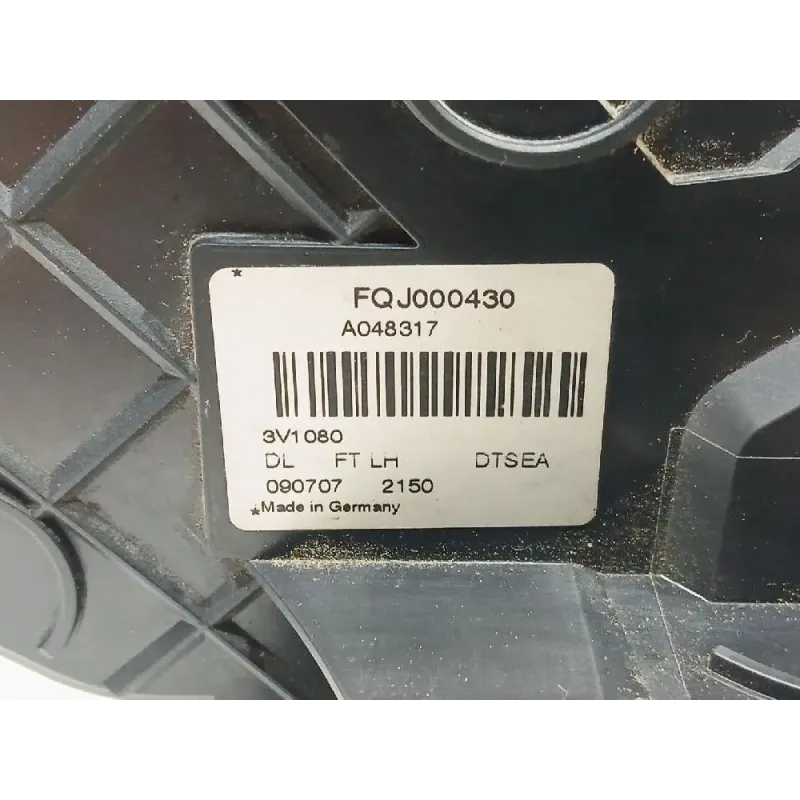 *
FQJ000430
A048317
3V1080
DL FT LH DTSEA
090707 2150
*Made in Germany